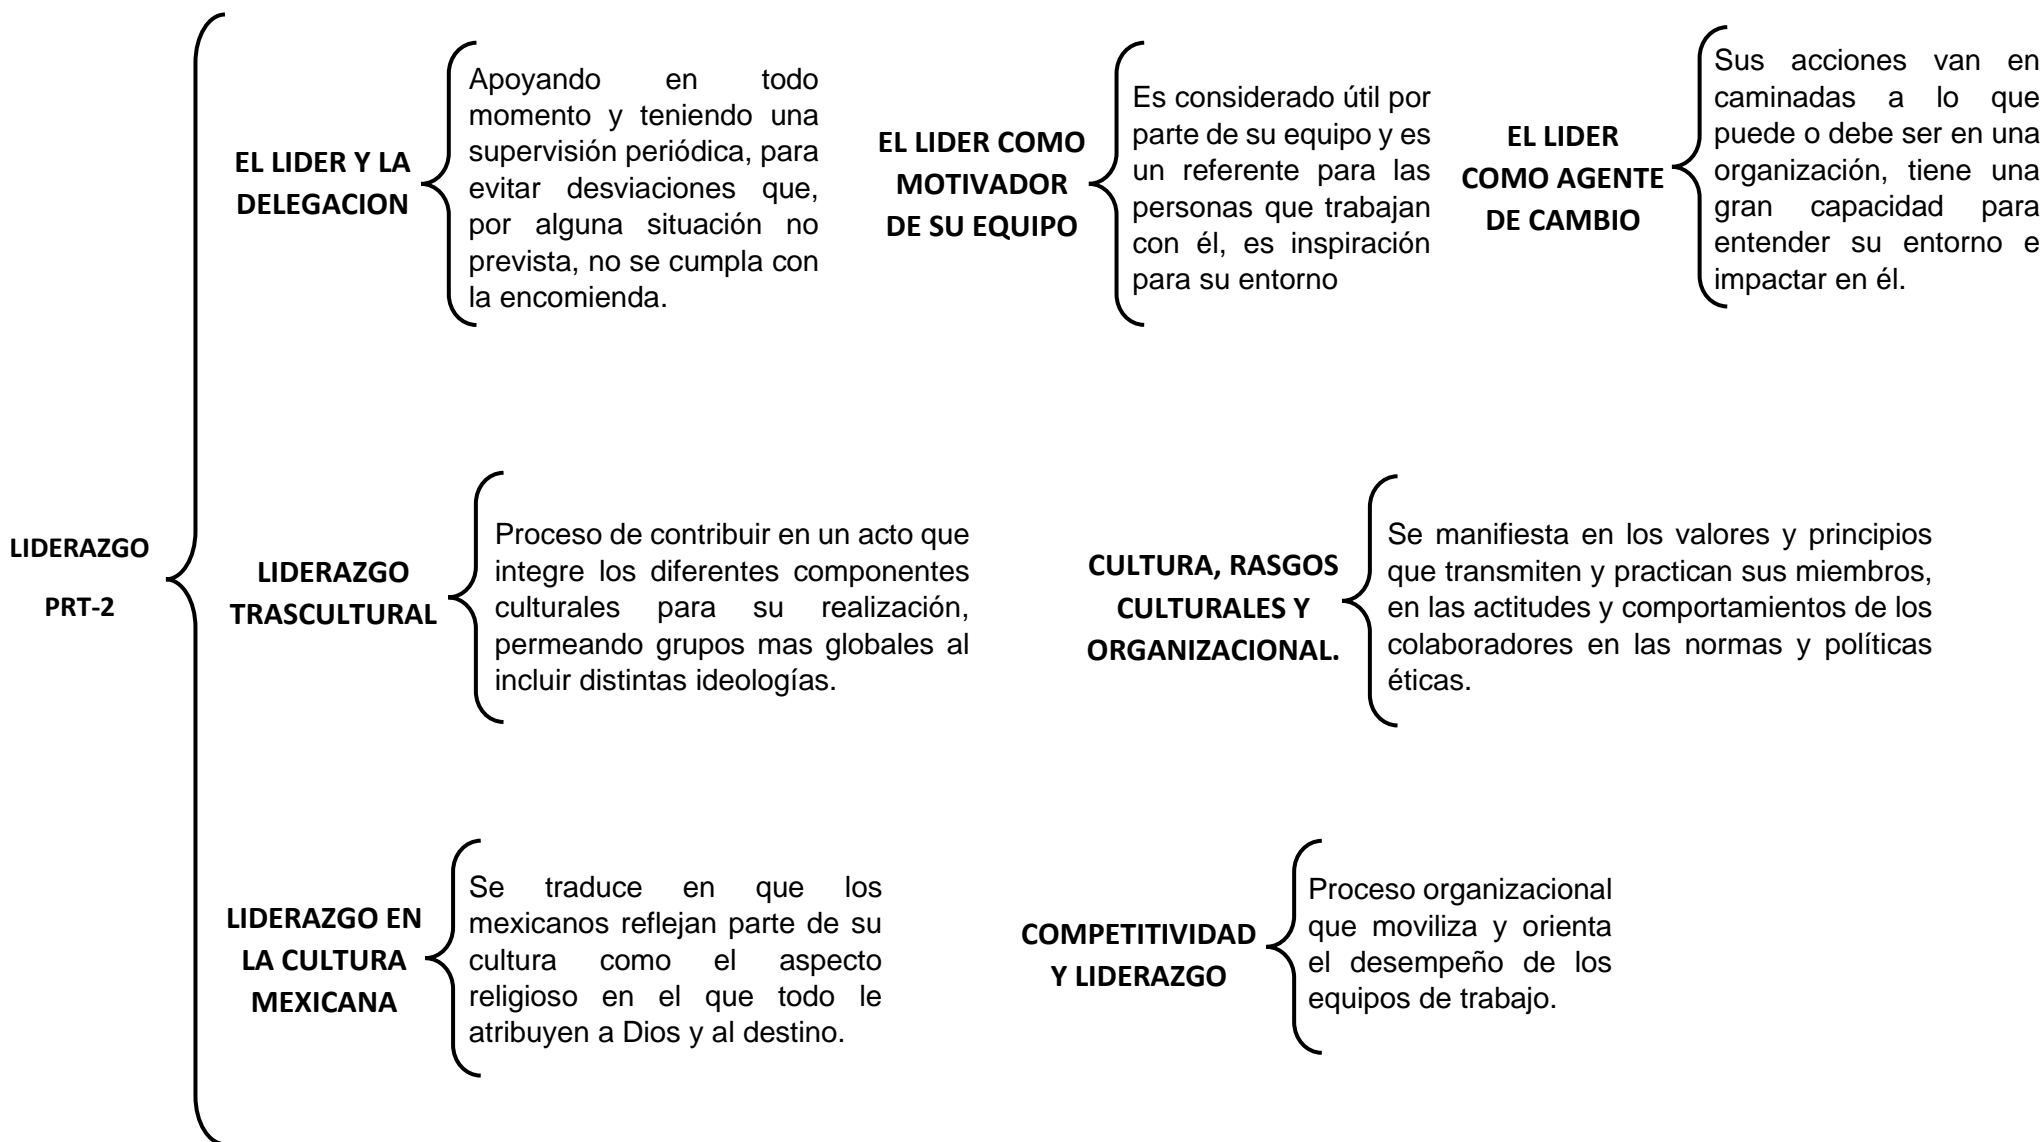 LIDERAZGO
PRT-2
EL LIDER Y LA
DELEGACION
Apoyando en todo
momento y teniendo una
supervisión periódica, para
evitar desviaciones que,
por alguna situación no
prevista, no se cumpla con
la encomienda.
EL LIDER COMO
MOTIVADOR
DE SU EQUIPO
Es considerado útil por
parte de su equipo y es
un referente para las
personas que trabajan
con él, es inspiración
para su entorno
EL LIDER
COMO AGENTE
DE CAMBIO
Sus acciones van en
caminadas a lo que
puede o debe ser en una
organización, tiene una
gran capacidad para
entender su entorno e
impactar en él.
LIDERAZGO
TRASCULTURAL
Proceso de contribuir en un acto que
integre los diferentes componentes
culturales para su realización,
permeando grupos mas globales al
incluir distintas ideologías.
CULTURA, RASGOS
CULTURALES Y
ORGANIZACIONAL.
Se manifiesta en los valores y principios
que transmiten y practican sus miembros,
en las actitudes y comportamientos de los
colaboradores en las normas y políticas
éticas.
LIDERAZGO EN
LA CULTURA
MEXICANA
Se traduce en que los
mexicanos reflejan parte de su
cultura como el aspecto
religioso en el que todo le
atribuyen a Dios y al destino.
COMPETITIVIDAD
Y LIDERAZGO
Proceso organizacional
que moviliza y orienta
el desempeño de los
equipos de trabajo.